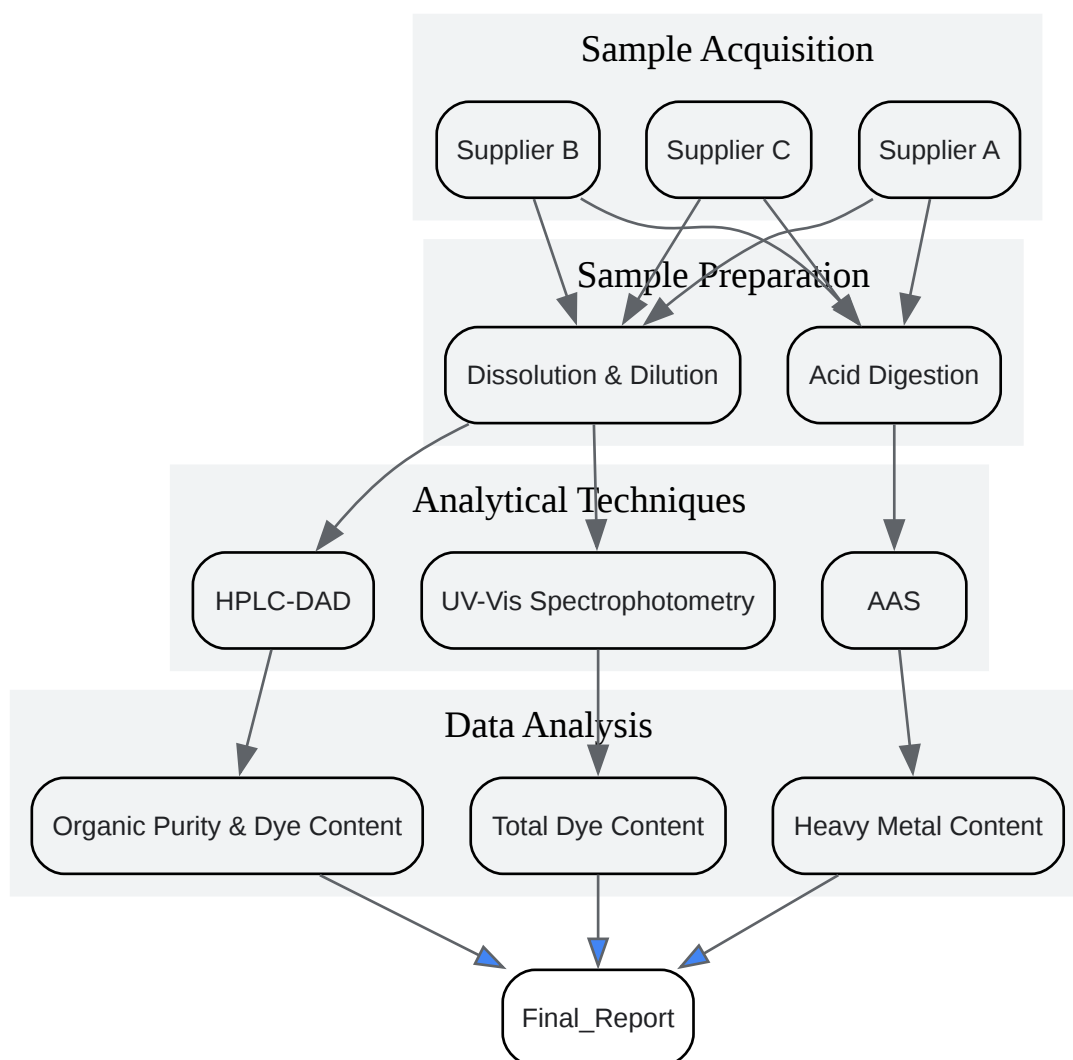 Sample Acquisition
Supplier B
Supplier C
Supplier A
Sample Preparation
Dissolution & Dilution
Acid Digestion
Analytical Techniques
HPLC-DAD
UV-Vis Spectrophotometry
AAS
Data Analysis
Organic Purity & Dye Content
Total Dye Content
Heavy Metal Content
Final_Report